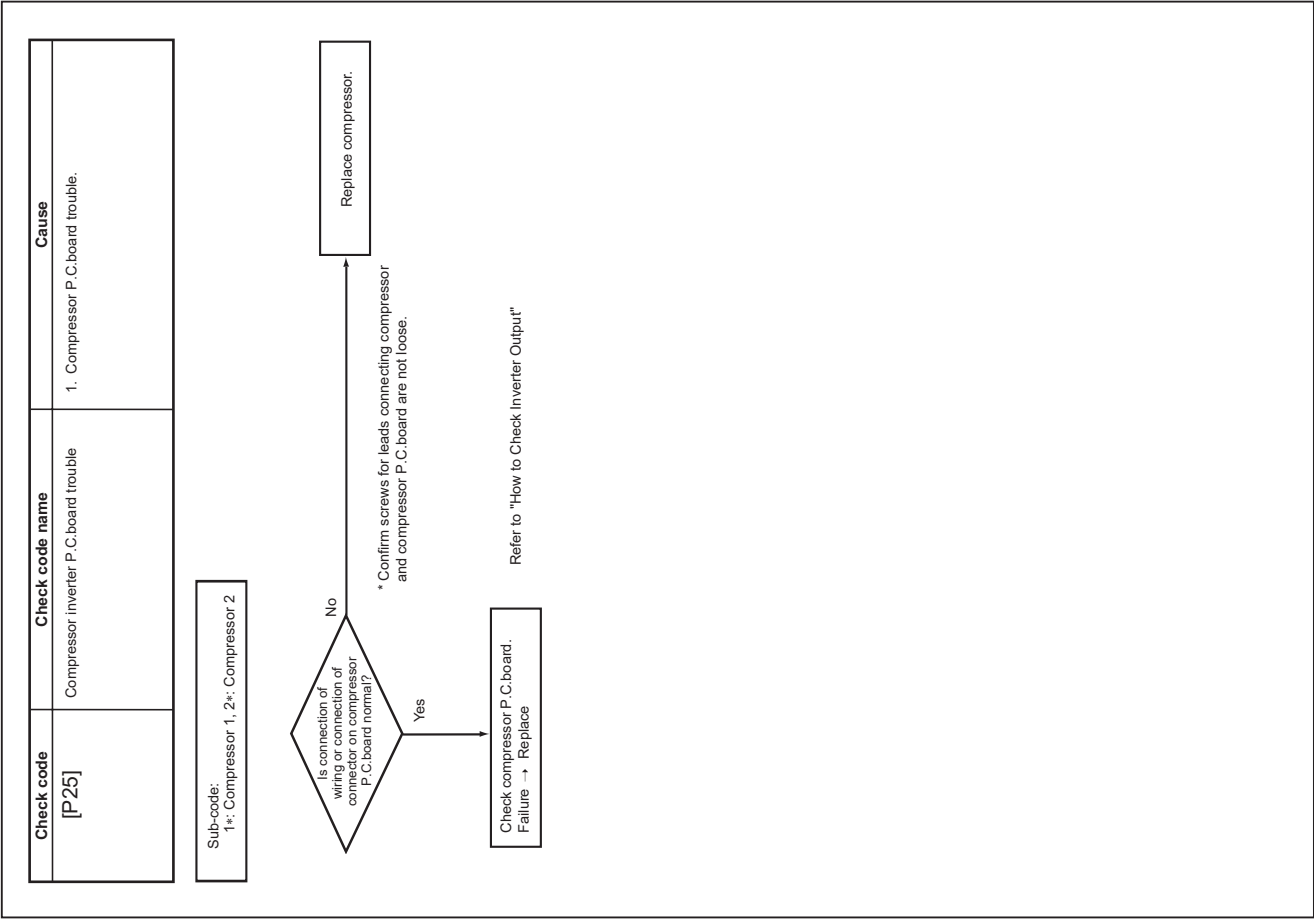 Check code
Check code name
Cause
[P25]
Compressor inverter P.C.board trouble
1. Compressor P.C.board trouble.
Sub-code:
1*: Compressor 1, 2*: Compressor 2
Is connection of
wiring or connection of
connector on compressor
P.C.board normal?
No
Replace compressor.
* Confirm screws for leads connecting compressor
and compressor P.C.board are not loose.
Yes
Check compressor P.C.board.
Failure → Replace
Refer to "How to Check Inverter Output"